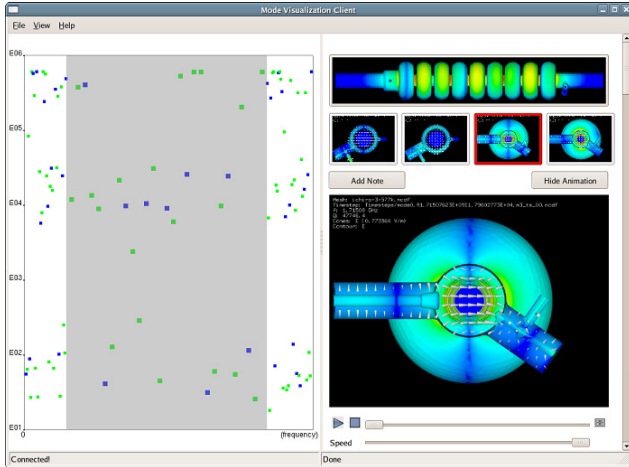 Mode Visualization Client
File View Help
E06
E05
E04
E03
E02
E01
0
(frequency)
Add Note
Hide Animation
Speed
Connected!
Done